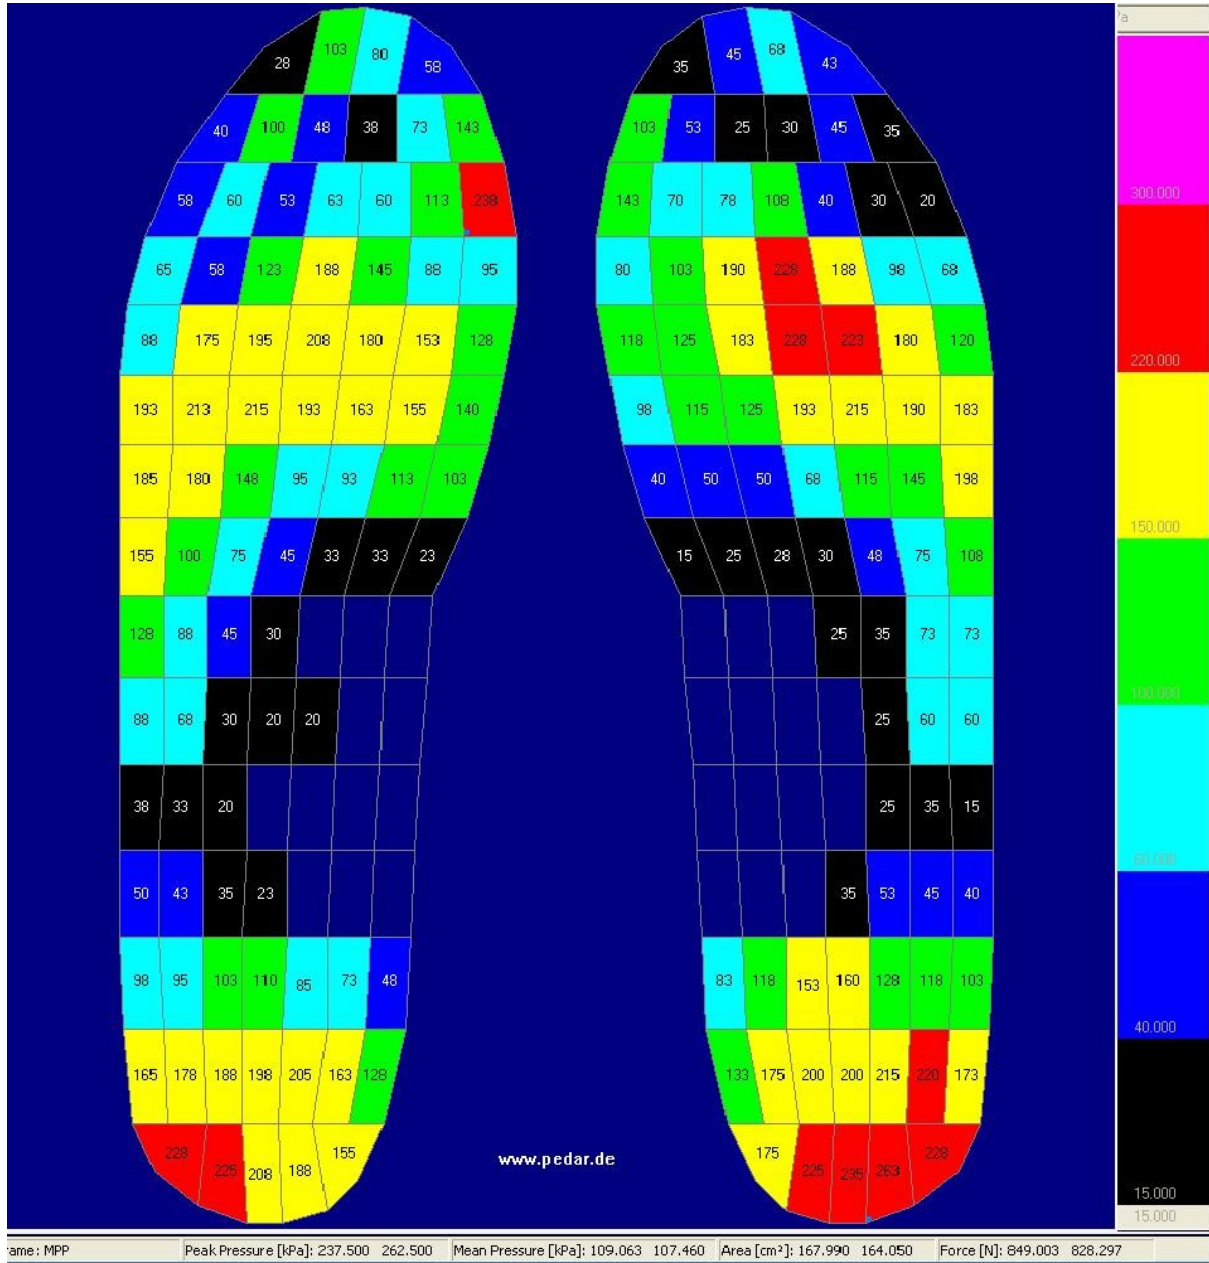 Pa
28 103 80 58 35 45 68 43
40 100 48 38 73 143 103 53 25 30 45 35
58 60 53 63 60 113 238 143 70 78 108 40 30 20
300.000
65 58 123 188 145 88 95 80 103 190 228 188 98 68
88 175 195 208 180 153 128 118 125 183 228 223 180 120
220.000
193 213 215 193 163 155 140 98 115 125 193 215 190 183
185 180 148 95 93 113 103 40 50 50 68 115 145 198
150.000
155 100 75 45 33 33 23 15 25 28 30 48 75 108
128 88 45 30 25 35 73 73
100.000
88 68 30 20 20 25 60 60
38 33 20 25 35 15
60.000
50 43 35 23 35 53 45 40
98 95 103 110 85 73 48 83 118 153 160 128 118 103
40.000
165 178 188 198 205 163 128 133 175 200 200 215 220 173
228 225 208 188 155 175 225 235 263 228
www.pedar.de
15.000
15.000
rame: MPP Peak Pressure [kPa]: 237.500 262.500 Mean Pressure [kPa]: 109.063 107.460 Area [cm²]: 167.990 164.050 Force [N]: 849.003 828.297